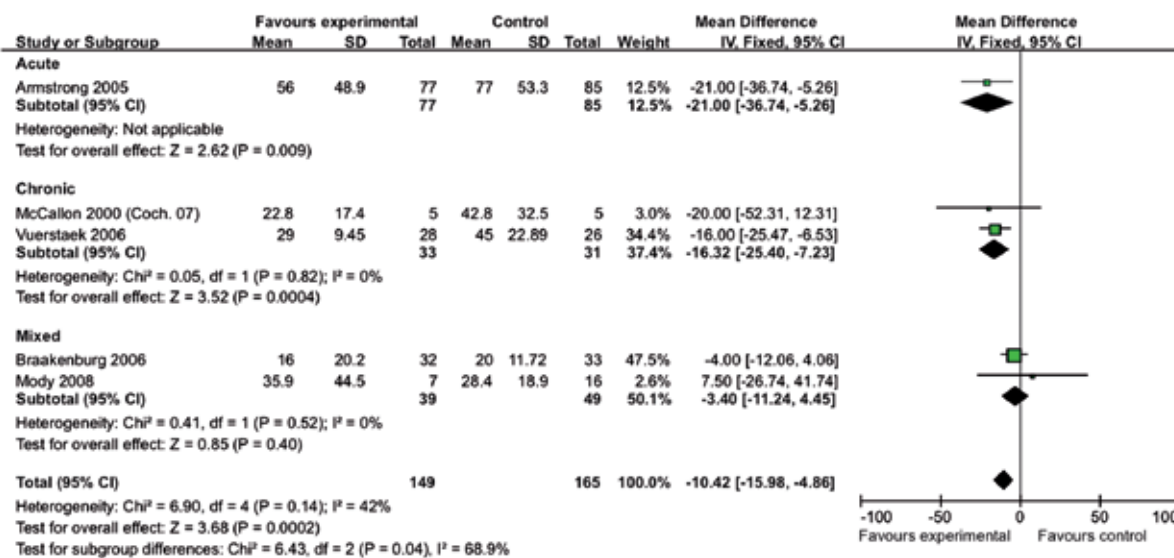 Favours experimental Control Mean Difference Mean Difference
Study or Subgroup Mean SD Total Mean SD Total Weight IV, Fixed, 95% CI IV, Fixed, 95% CI
Acute
Armstrong 2005 56 48.9 77 77 53.3 85 12.5% -21.00 [-36.74, -5.26]
Subtotal (95% CI) 77 85 12.5% -21.00 [-36.74, -5.26]
Heterogeneity: Not applicable
Test for overall effect: Z = 2.62 (P = 0.009)
Chronic
McCallon 2000 (Coch. 07) 22.8 17.4 5 42.8 32.5 5 3.0% -20.00 [-52.31, 12.31]
Vuerstaek 2006 29 9.45 28 45 22.89 26 34.4% -16.00 [-25.47, -6.53]
Subtotal (95% CI) 33 31 37.4% -16.32 [-25.40, -7.23]
Heterogeneity: Chi² = 0.05, df = 1 (P = 0.82); I² = 0%
Test for overall effect: Z = 3.52 (P = 0.0004)
Mixed
Braakenburg 2006 16 20.2 32 20 11.72 33 47.5% -4.00 [-12.06, 4.06]
Mody 2008 35.9 44.5 7 28.4 18.9 16 2.6% 7.50 [-26.74, 41.74]
Subtotal (95% CI) 39 49 50.1% -3.40 [-11.24, 4.45]
Heterogeneity: Chi² = 0.41, df = 1 (P = 0.52); I² = 0%
Test for overall effect: Z = 0.85 (P = 0.40)
Total (95% CI) 149 165 100.0% -10.42 [-15.98, -4.86]
Heterogeneity: Chi² = 6.90, df = 4 (P = 0.14); I² = 42%
Test for overall effect: Z = 3.68 (P = 0.0002)
Test for subgroup differences: Chi² = 6.43, df = 2 (P = 0.04), I² = 68.9%
-100 -50 0 50 100
Favours experimental Favours control